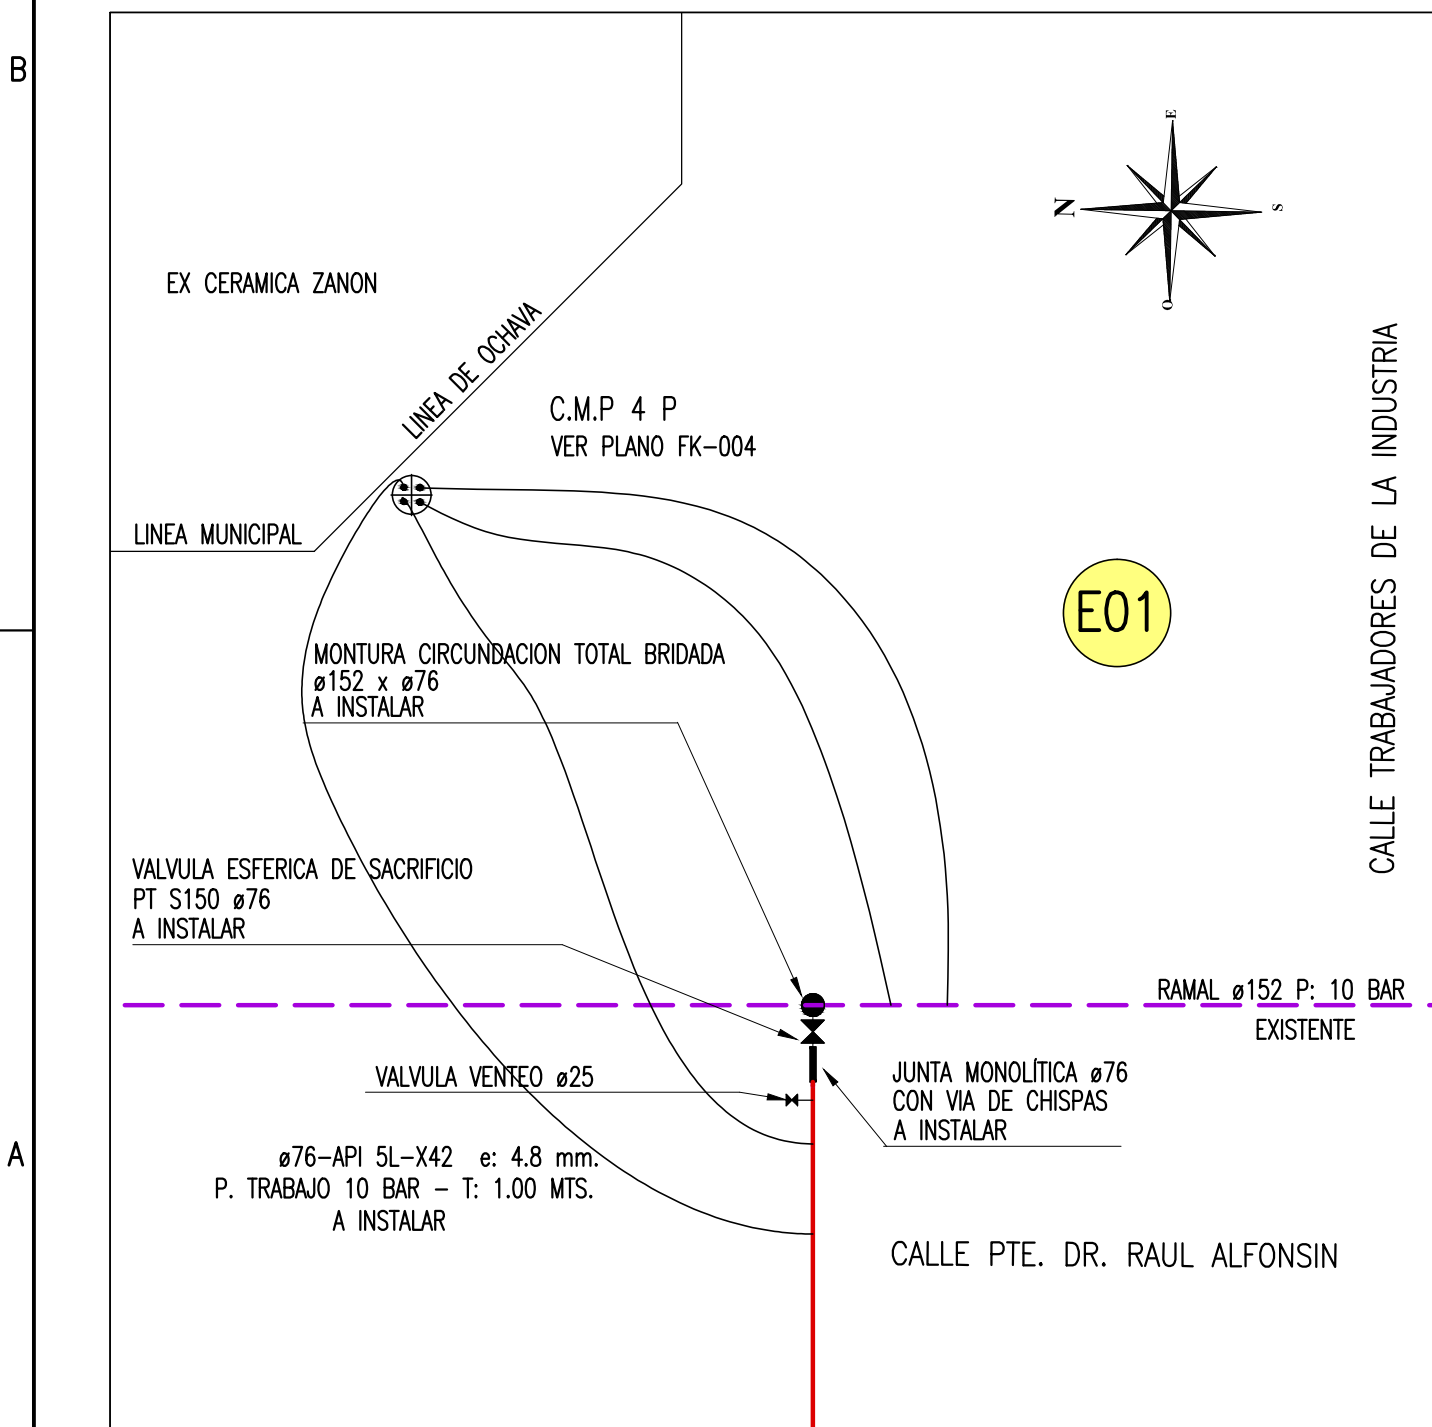 B
E
N
S
O
EX CERAMICA ZANON
LINEA DE OCHAVA
C.M.P 4 P
VER PLANO FK-004
CALLE TRABAJADORES DE LA INDUSTRIA
LINEA MUNICIPAL
E01
MONTURA CIRCUNDACION TOTAL BRIDADA
ø152 x ø76
A INSTALAR
VALVULA ESFERICA DE SACRIFICIO
PT S150 ø76
A INSTALAR
RAMAL ø152 P: 10 BAR
EXISTENTE
VALVULA VENTEO ø25
JUNTA MONOLÍTICA ø76
CON VIA DE CHISPAS
A INSTALAR
A
ø76-API 5L-X42 e: 4.8 mm.
P. TRABAJO 10 BAR - T: 1.00 MTS.
A INSTALAR
CALLE PTE. DR. RAUL ALFONSIN